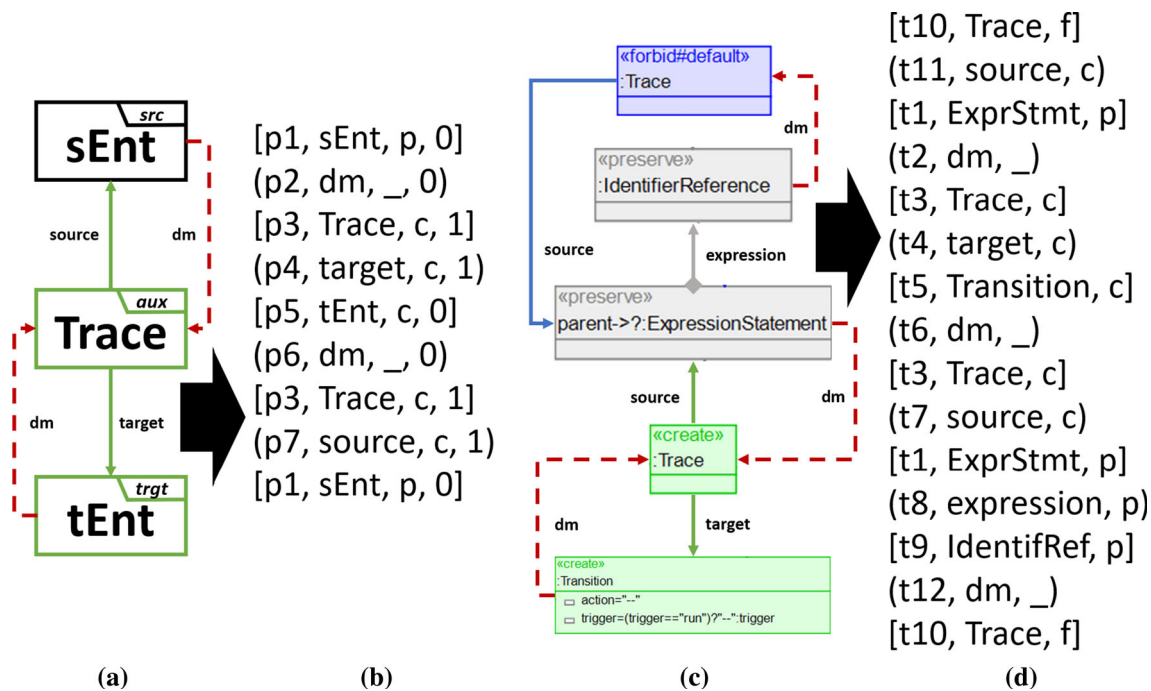 src
sEnt
source
dm
aux
Trace
dm
target
trgt
tEnt
(a)
[p1, sEnt, p, 0]
(p2, dm, _, 0)
[p3, Trace, c, 1]
(p4, target, c, 1)
[p5, tEnt, c, 0]
(p6, dm, _, 0)
[p3, Trace, c, 1]
(p7, source, c, 1)
[p1, sEnt, p, 0]
(b)
«forbid#default»
:Trace
dm
«preserve»
:IdentifierReference
source
expression
«preserve»
parent->?:ExpressionStatement
source
dm
«create»
:Trace
dm
target
«create»
:Transition
action="--"
trigger=(trigger=="run")?"--":trigger
(c)
[t10, Trace, f]
(t11, source, c)
[t1, ExprStmt, p]
(t2, dm, _)
[t3, Trace, c]
(t4, target, c)
[t5, Transition, c]
(t6, dm, _)
[t3, Trace, c]
(t7, source, c)
[t1, ExprStmt, p]
(t8, expression, p)
[t9, IdentifRef, p]
(t12, dm, _)
[t10, Trace, f]
(d)